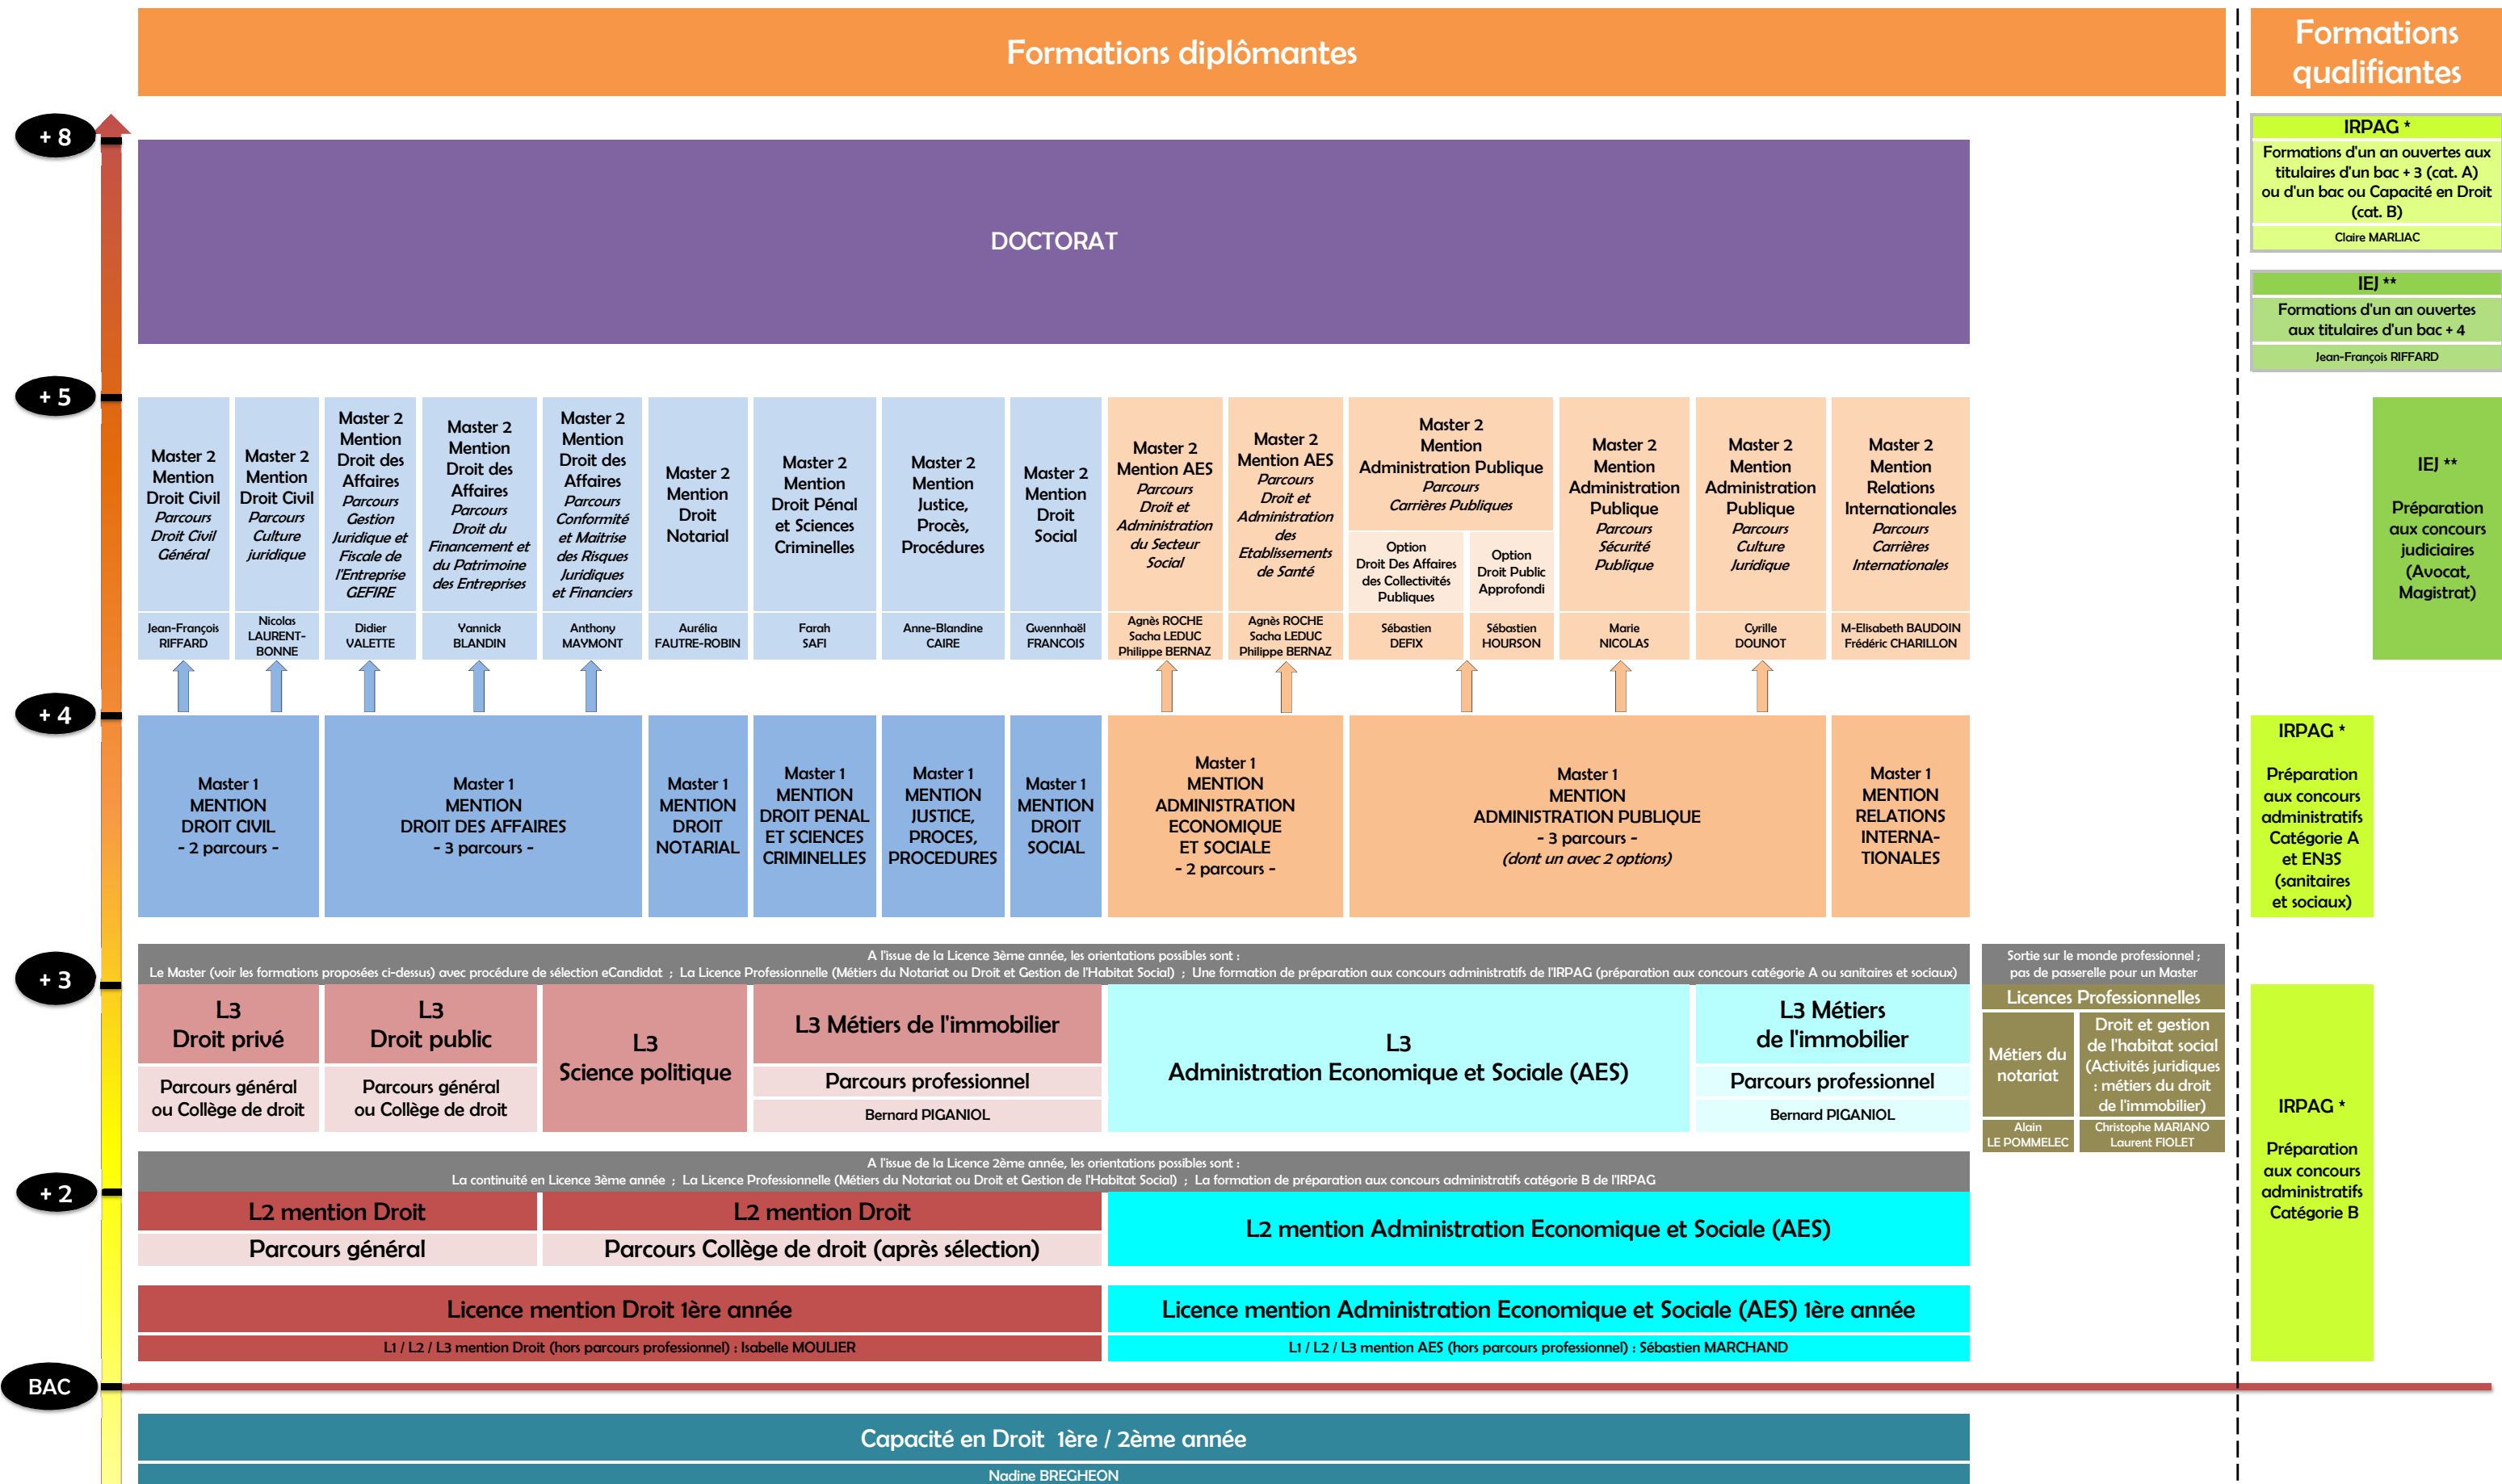 Formations diplômantes
Formations
qualifiantes
+ 8
DOCTORAT
IRPAG *
Formations d'un an ouvertes aux
titulaires d'un bac + 3 (cat. A)
ou d'un bac ou Capacité en Droit
(cat. B)
Claire MARLIAC
IEJ **
Formations d'un an ouvertes
aux titulaires d'un bac + 4
Jean-François RIFFARD
+ 5
Master 2
Mention
Droit Civil
Parcours
Droit Civil
Général
Jean-François
RIFFARD
Master 2
Mention
Droit Civil
Parcours
Culture
juridique
Nicolas
LAURENT-
BONNE
Master 2
Mention
Droit des
Affaires
Parcours
Gestion
Juridique et
Fiscale de
l'Entreprise
GEFIRE
Didier
VALETTE
Master 2
Mention
Droit des
Affaires
Parcours
Droit du
Financement et
du Patrimoine
des Entreprises
Yannick
BLANDIN
Master 2
Mention
Droit des
Affaires
Parcours
Conformité
et Maitrise
des Risques
Juridiques
et Financiers
Anthony
MAYMONT
Master 2
Mention
Droit
Notarial
Aurélia
FAUTRE-ROBIN
Master 2
Mention
Droit Pénal
et Sciences
Criminelles
Farah
SAFI
Master 2
Mention
Justice,
Procès,
Procédures
Anne-Blandine
CAIRE
Master 2
Mention
Droit
Social
Gwennhaël
FRANCOIS
Master 2
Mention AES
Parcours
Droit et
Administration
du Secteur
Social
Agnès ROCHE
Sacha LEDUC
Philippe BERNAZ
Master 2
Mention AES
Parcours
Droit et
Administration
des
Etablissements
de Santé
Agnès ROCHE
Sacha LEDUC
Philippe BERNAZ
Master 2
Mention
Administration Publique
Parcours
Carrières Publiques
Option
Droit Des Affaires
des Collectivités
Publiques
Sébastien
DEFIX
Option
Droit Public
Approfondi
Sébastien
HOURSON
Master 2
Mention
Administration
Publique
Parcours
Sécurité
Publique
Marie
NICOLAS
Master 2
Mention
Administration
Publique
Parcours
Culture
Juridique
Cyrille
DOUNOT
Master 2
Mention
Relations
Internationales
Parcours
Carrières
Internationales
M-Elisabeth BAUDOIN
Frédéric CHARILLON
IEJ **
Préparation
aux concours
judiciaires
(Avocat,
Magistrat)
+ 4
Master 1
MENTION
DROIT CIVIL
- 2 parcours -
Master 1
MENTION
DROIT DES AFFAIRES
- 3 parcours -
Master 1
MENTION
DROIT
NOTARIAL
Master 1
MENTION
DROIT PENAL
ET SCIENCES
CRIMINELLES
Master 1
MENTION
JUSTICE,
PROCES,
PROCEDURES
Master 1
MENTION
DROIT
SOCIAL
Master 1
MENTION
ADMINISTRATION
ECONOMIQUE
ET SOCIALE
- 2 parcours -
Master 1
MENTION
ADMINISTRATION PUBLIQUE
- 3 parcours -
(dont un avec 2 options)
Master 1
MENTION
RELATIONS
INTERNA-
TIONALES
IRPAG *
Préparation
aux concours
administratifs
Catégorie A
et EN3S
(sanitaires
et sociaux)
+ 3
A l'issue de la Licence 3ème année, les orientations possibles sont :
Le Master (voir les formations proposées ci-dessus) avec procédure de sélection eCandidat ; La Licence Professionnelle (Métiers du Notariat ou Droit et Gestion de l'Habitat Social) ; Une formation de préparation aux concours administratifs de l'IRPAG (préparation aux concours catégorie A ou sanitaires et sociaux)
Sortie sur le monde professionnel ;
pas de passerelle pour un Master
L3
Droit privé
Parcours général
ou Collège de droit
L3
Droit public
Parcours général
ou Collège de droit
L3
Science politique
L3 Métiers de l'immobilier
Parcours professionnel
Bernard PIGANIOL
L3
Administration Economique et Sociale (AES)
L3 Métiers
de l'immobilier
Parcours professionnel
Bernard PIGANIOL
Licences Professionnelles
Métiers du
notariat
Alain
LE POMMELEC
Droit et gestion
de l'habitat social
(Activités juridiques
: métiers du droit
de l'immobilier)
Christophe MARIANO
Laurent FIOLET
IRPAG *
Préparation
aux concours
administratifs
Catégorie B
+ 2
A l'issue de la Licence 2ème année, les orientations possibles sont :
La continuité en Licence 3ème année ; La Licence Professionnelle (Métiers du Notariat ou Droit et Gestion de l'Habitat Social) ; La formation de préparation aux concours administratifs catégorie B de l'IRPAG
L2 mention Droit
Parcours général
L2 mention Droit
Parcours Collège de droit (après sélection)
L2 mention Administration Economique et Sociale (AES)
Licence mention Droit 1ère année
L1 / L2 / L3 mention Droit (hors parcours professionnel) : Isabelle MOULIER
Licence mention Administration Economique et Sociale (AES) 1ère année
L1 / L2 / L3 mention AES (hors parcours professionnel) : Sébastien MARCHAND
BAC
Capacité en Droit 1ère / 2ème année
Nadine BREGHEON